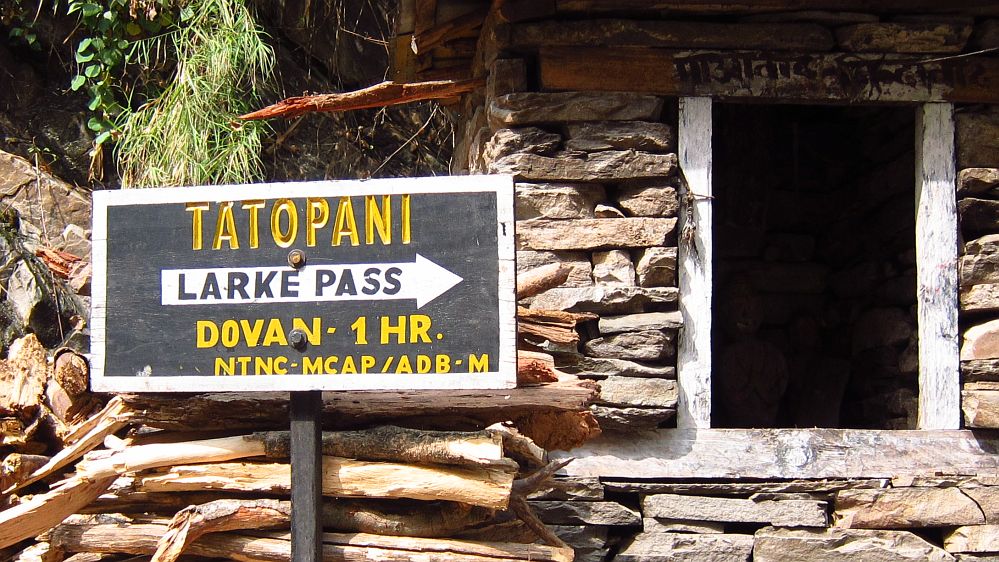 TATOPANI
LARKE PASS
DOVAN - 1 HR.
NTNC-MCAP/ADB-M